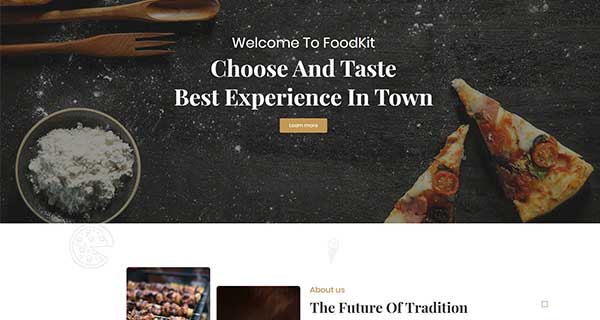 Welcome To FoodKit
Choose And Taste
Best Experience In Town
Learn more
About us
The Future Of Tradition